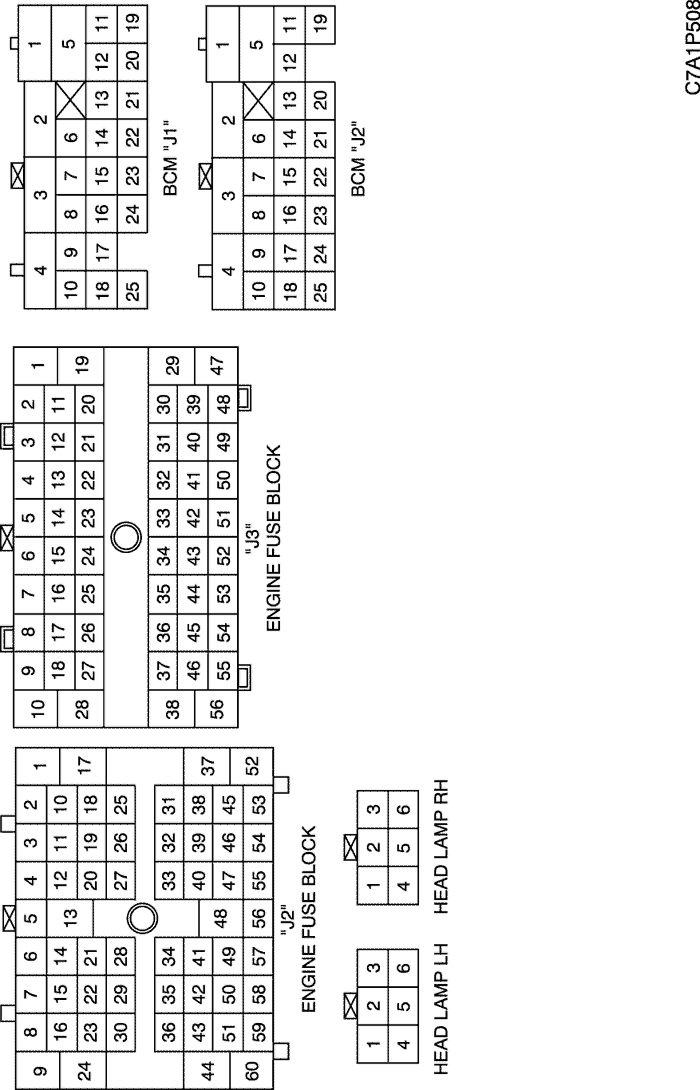 9 8 7 6 5 4 3 2 1
24 16 15 14 13 12 11 10 17
23 22 21 20 19 18
30 29 28 27 26 25
36 35 34 33 32 31
44 43 42 41 40 39 38 37
51 50 49 48 47 46 45
60 59 58 57 56 55 54 53 52
"J2"
ENGINE FUSE BLOCK
10 9 8 7 6 5 4 3 2 1
18 17 16 15 14 13 12 11
28 27 26 25 24 23 22 21 20 19
38 37 36 35 34 33 32 31 30 29
46 45 44 43 42 41 40 39
56 55 54 53 52 51 50 49 48 47
"J3"
ENGINE FUSE BLOCK
4 3 2 1
10 9 8 7 6 5
18 17 16 15 14 13 12 11
25 24 23 22 21 20 19
BCM "J1"
4 3 2 1
10 9 8 7 6 5
18 17 16 15 14 13 12 11
25 24 23 22 21 20 19
BCM "J2"
1 2 3
4 5 6
HEAD LAMP LH
1 2 3
4 5 6
HEAD LAMP RH
C7A1P508